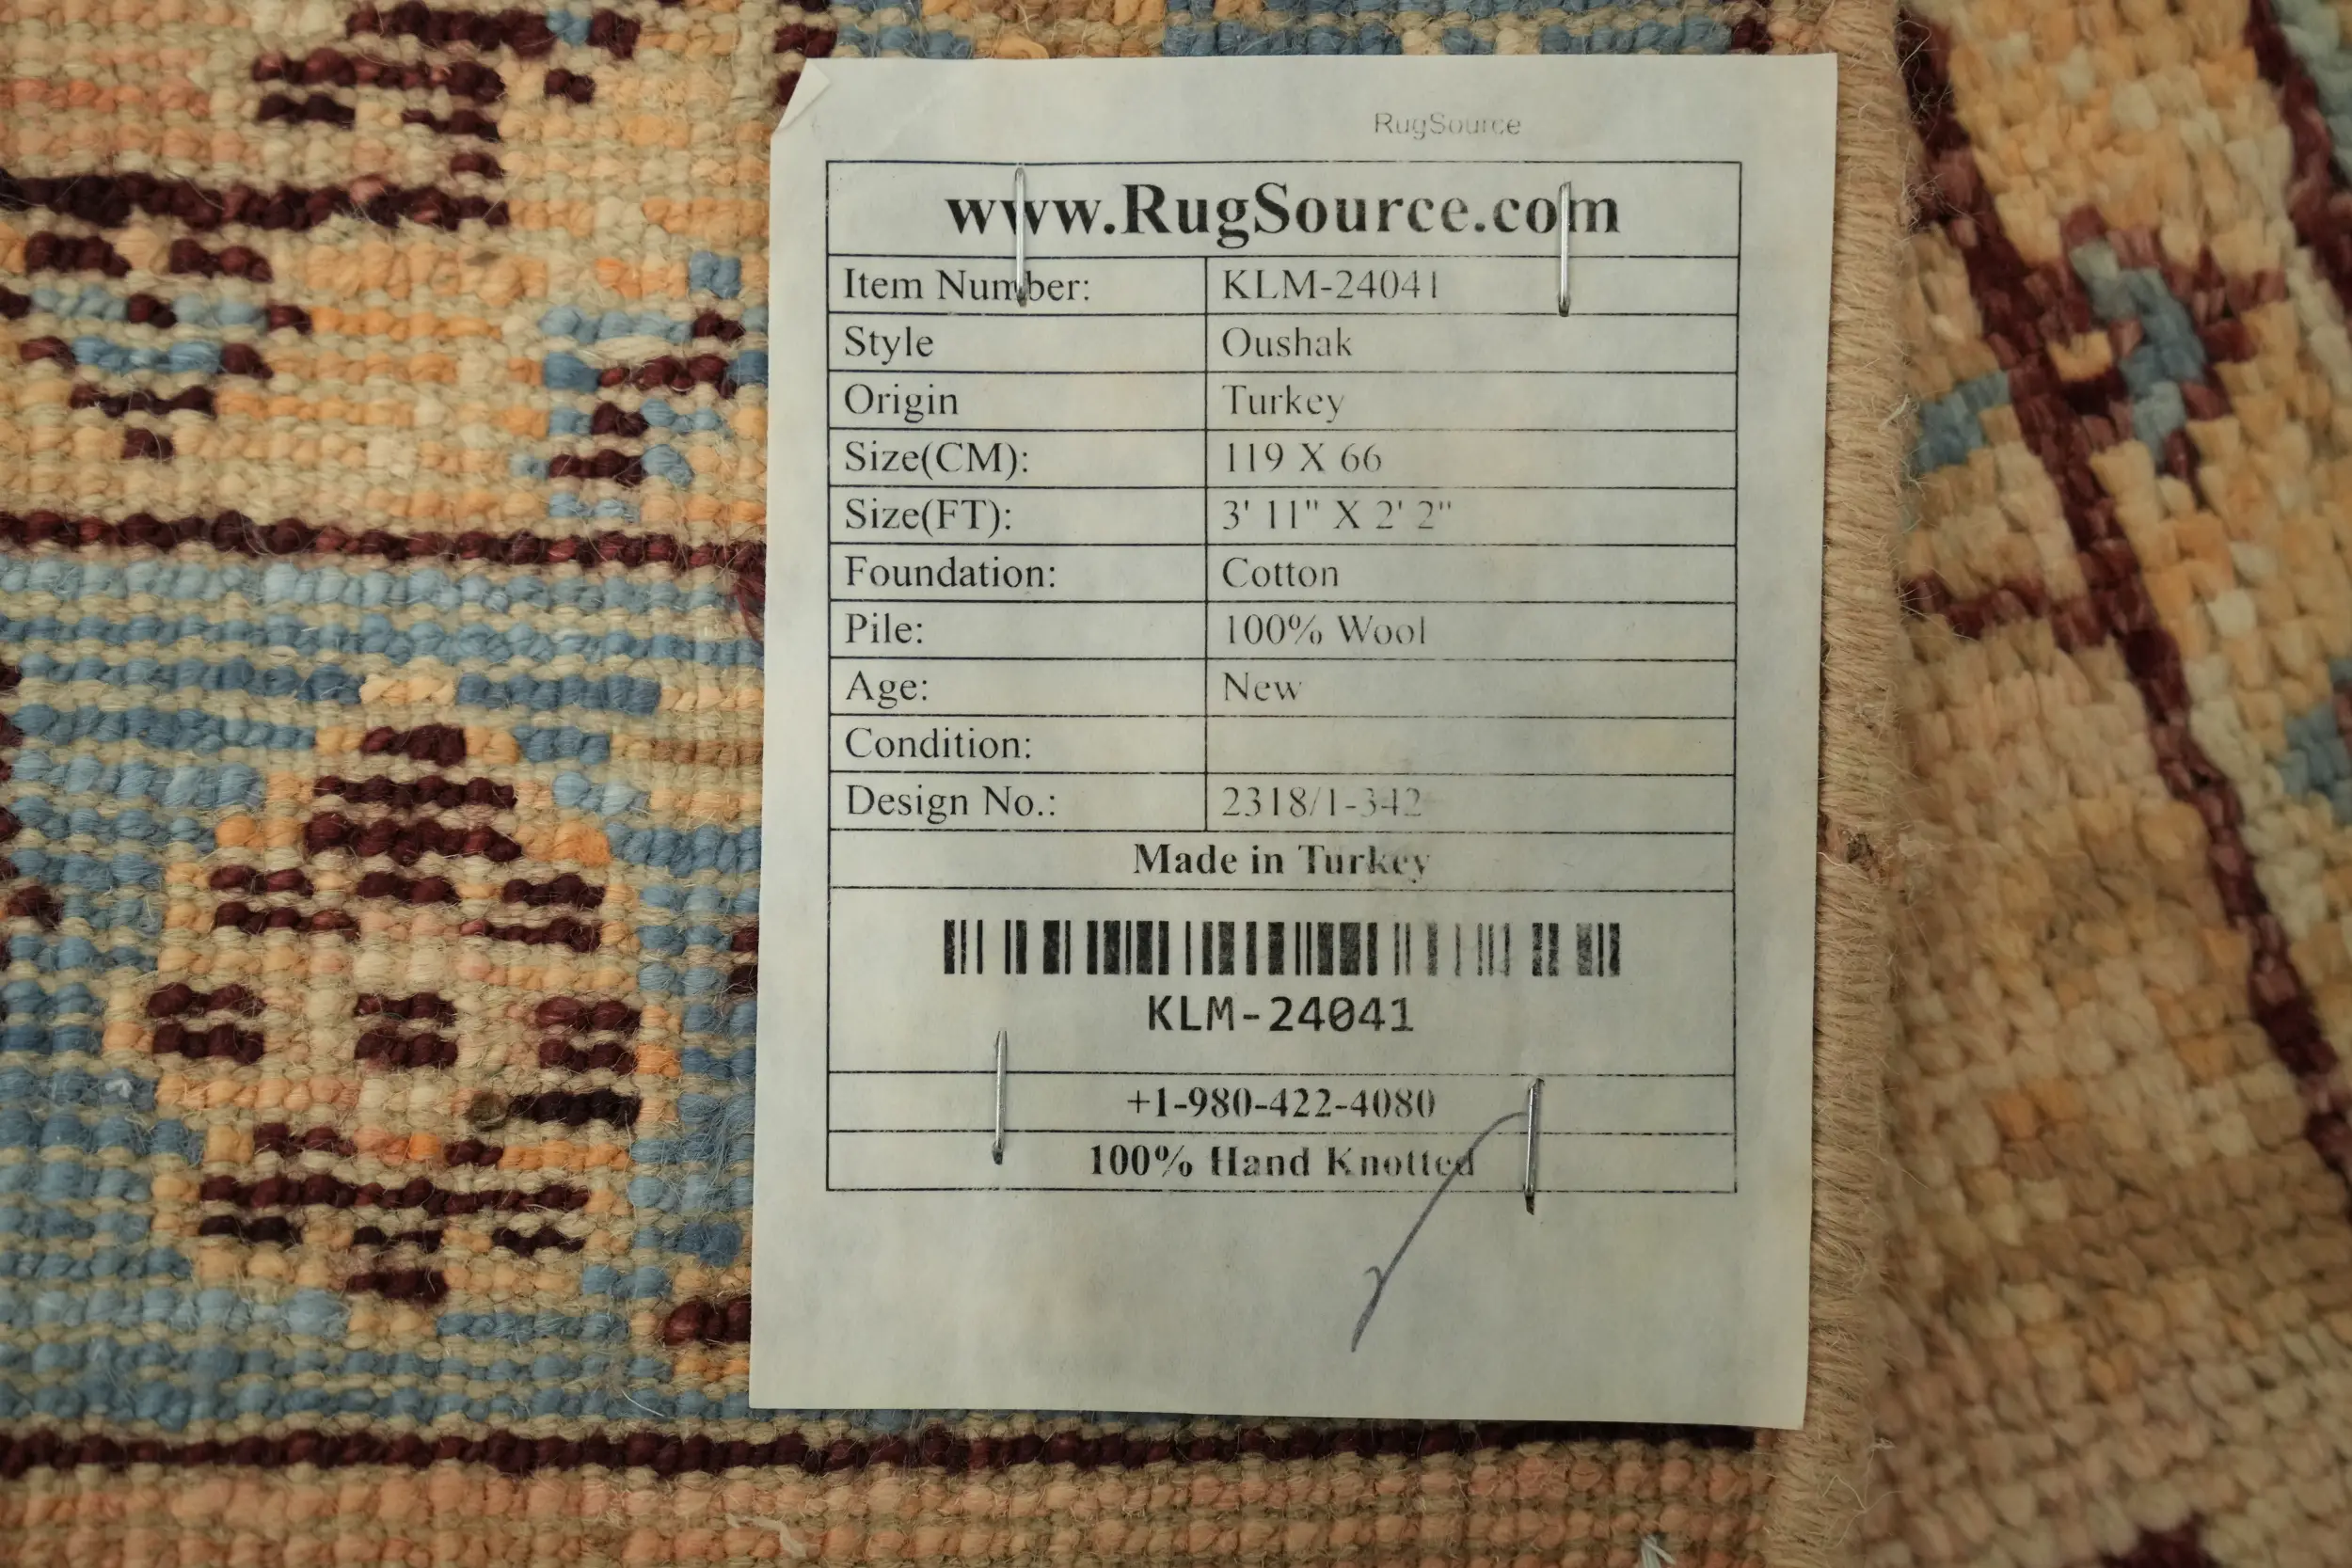 RugSource
www.RugSource.com
Item Number: KLM-24041
Style Oushak
Origin Turkey
Size(CM): 119 X 66
Size(FT): 3' 11" X 2' 2"
Foundation: Cotton
Pile: 100% Wool
Age: New
Condition:
Design No.: 2318/1-342
Made in Turkey
KLM-24041
+1-980-422-4080
100% Hand Knotted